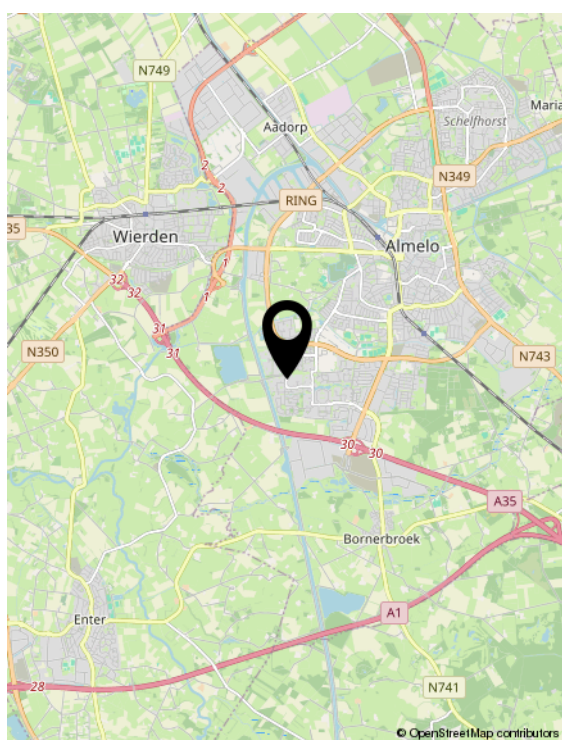 N749
Aadorp
Schelfhorst
Maria
2
2
N349
RING
35
Wierden
Almelo
32
32
1
1
31
31
N350
N743
30
30
A35
Bornerbroek
A1
Enter
28
N741
© OpenStreetMap contributors